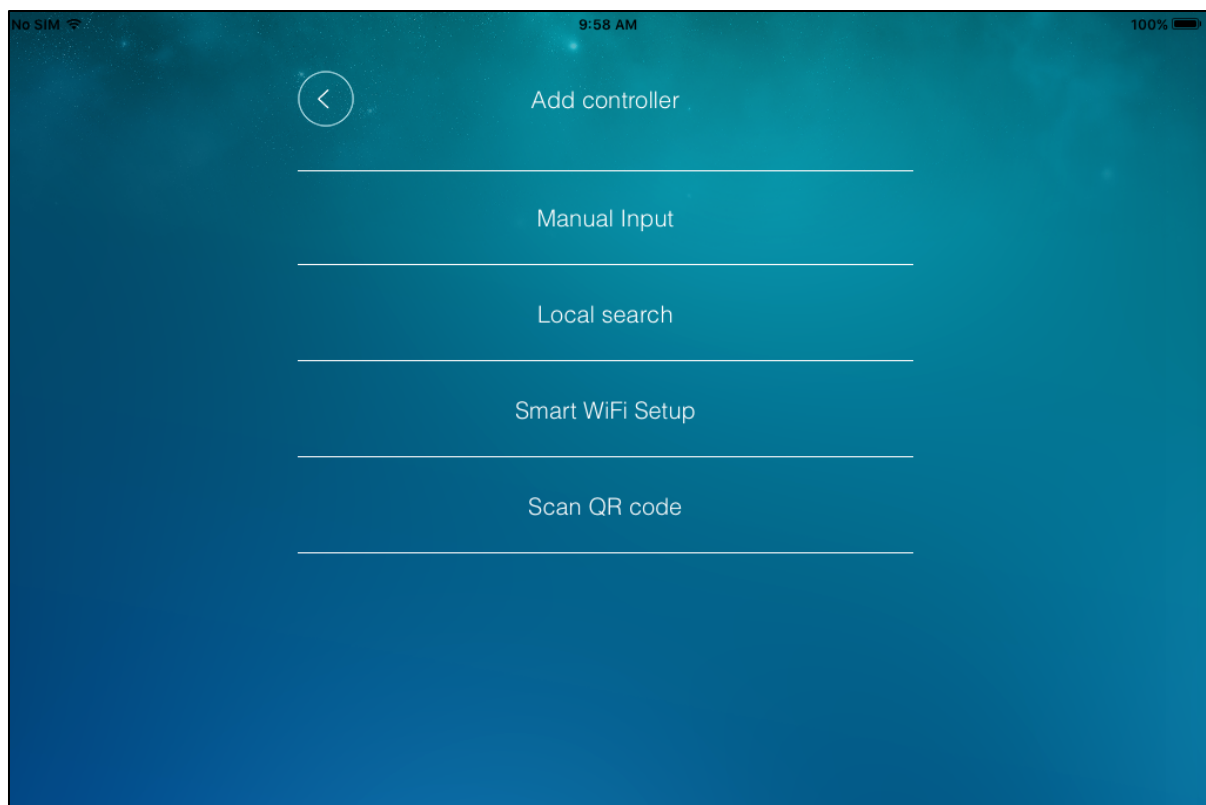 No SIM 9:58 AM 100%
Add controller
Manual Input
Local search
Smart WiFi Setup
Scan QR code